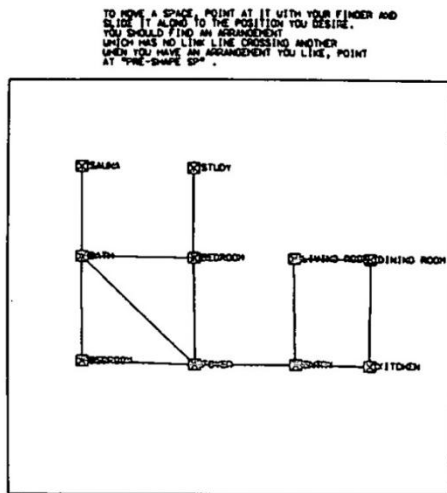 TO MOVE A SPACE, POINT AT IT WITH YOUR FINGER AND
SLIDE IT ALONG TO THE POSITION YOU DESIRE.
YOU SHOULD FIND AN ARRANGEMENT
WHICH HAS NO LINK LINE CROSSING ANOTHER
WHEN YOU HAVE AN ARRANGEMENT YOU LIKE, POINT
AT "PRE-SHAPE SP" .
SAUNA STUDY
BATH BEDROOM LIVING ROOM DINING ROOM
BEDROOM KITCHEN